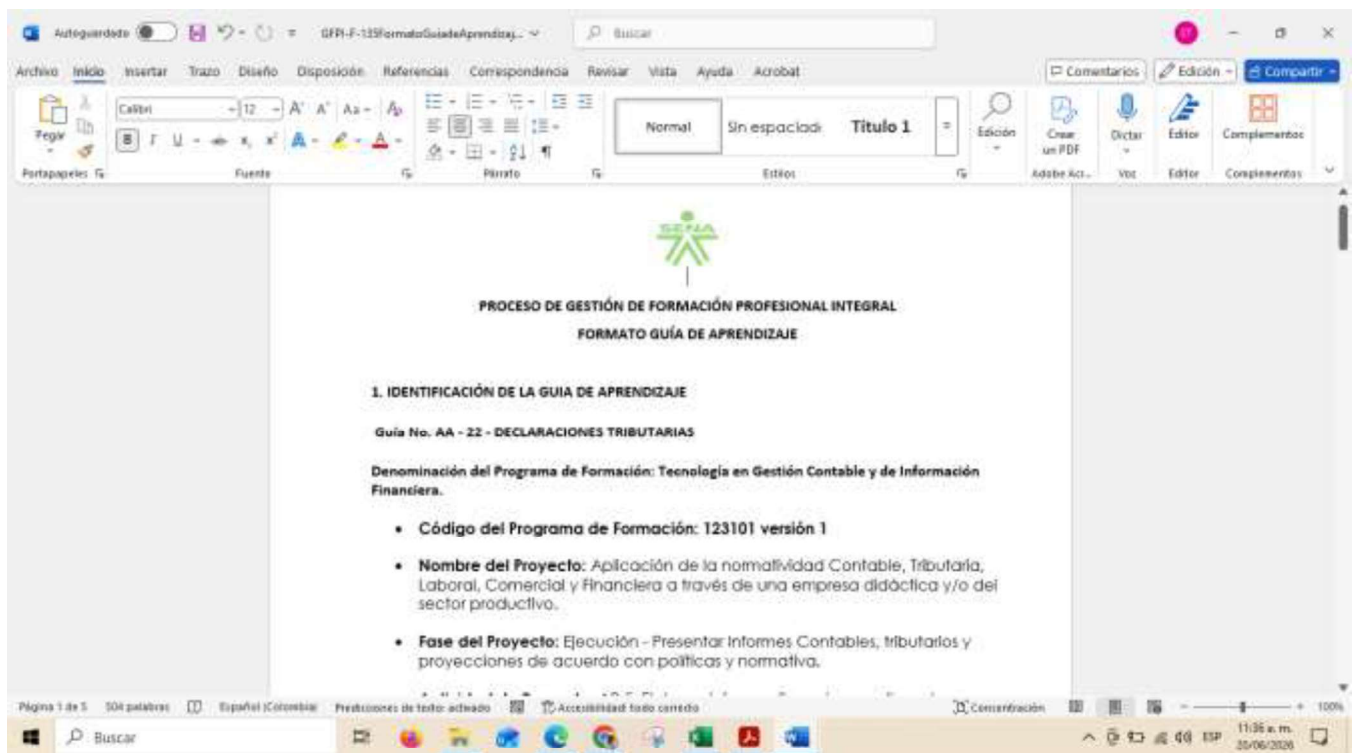 Autoguardado
GFPI-F-135FormatoGuiadeAprendizaj...
Buscar
Archivo Inicio Insertar Trazo Diseño Disposición Referencias Correspondencia Revisar Vista Ayuda Acrobat
Comentarios Edición Compartir
Pegar
Calibri 12
Normal Sin espaciado Título 1
Edición
Crear un PDF
Dictar
Editor
Complementos
Portapapeles Fuente Párrafo Estilos Adobe Acr... Voz Editor Complementos
SENA
PROCESO DE GESTIÓN DE FORMACIÓN PROFESIONAL INTEGRAL
FORMATO GUÍA DE APRENDIZAJE
1. IDENTIFICACIÓN DE LA GUIA DE APRENDIZAJE
Guía No. AA - 22 - DECLARACIONES TRIBUTARIAS
Denominación del Programa de Formación: Tecnología en Gestión Contable y de Información
Financiera.
• Código del Programa de Formación: 123101 versión 1
• Nombre del Proyecto: Aplicación de la normatividad Contable, Tributaria,
Laboral, Comercial y Financiera a través de una empresa didáctica y/o del
sector productivo.
• Fase del Proyecto: Ejecución - Presentar Informes Contables, tributarios y
proyecciones de acuerdo con políticas y normativa.
Página 1 de 5 504 palabras Español (Colombia) Predicciones de texto: activado Accesibilidad: todo correcto Concentración 100%
Buscar
ESP
11:36 a. m.
20/06/2026